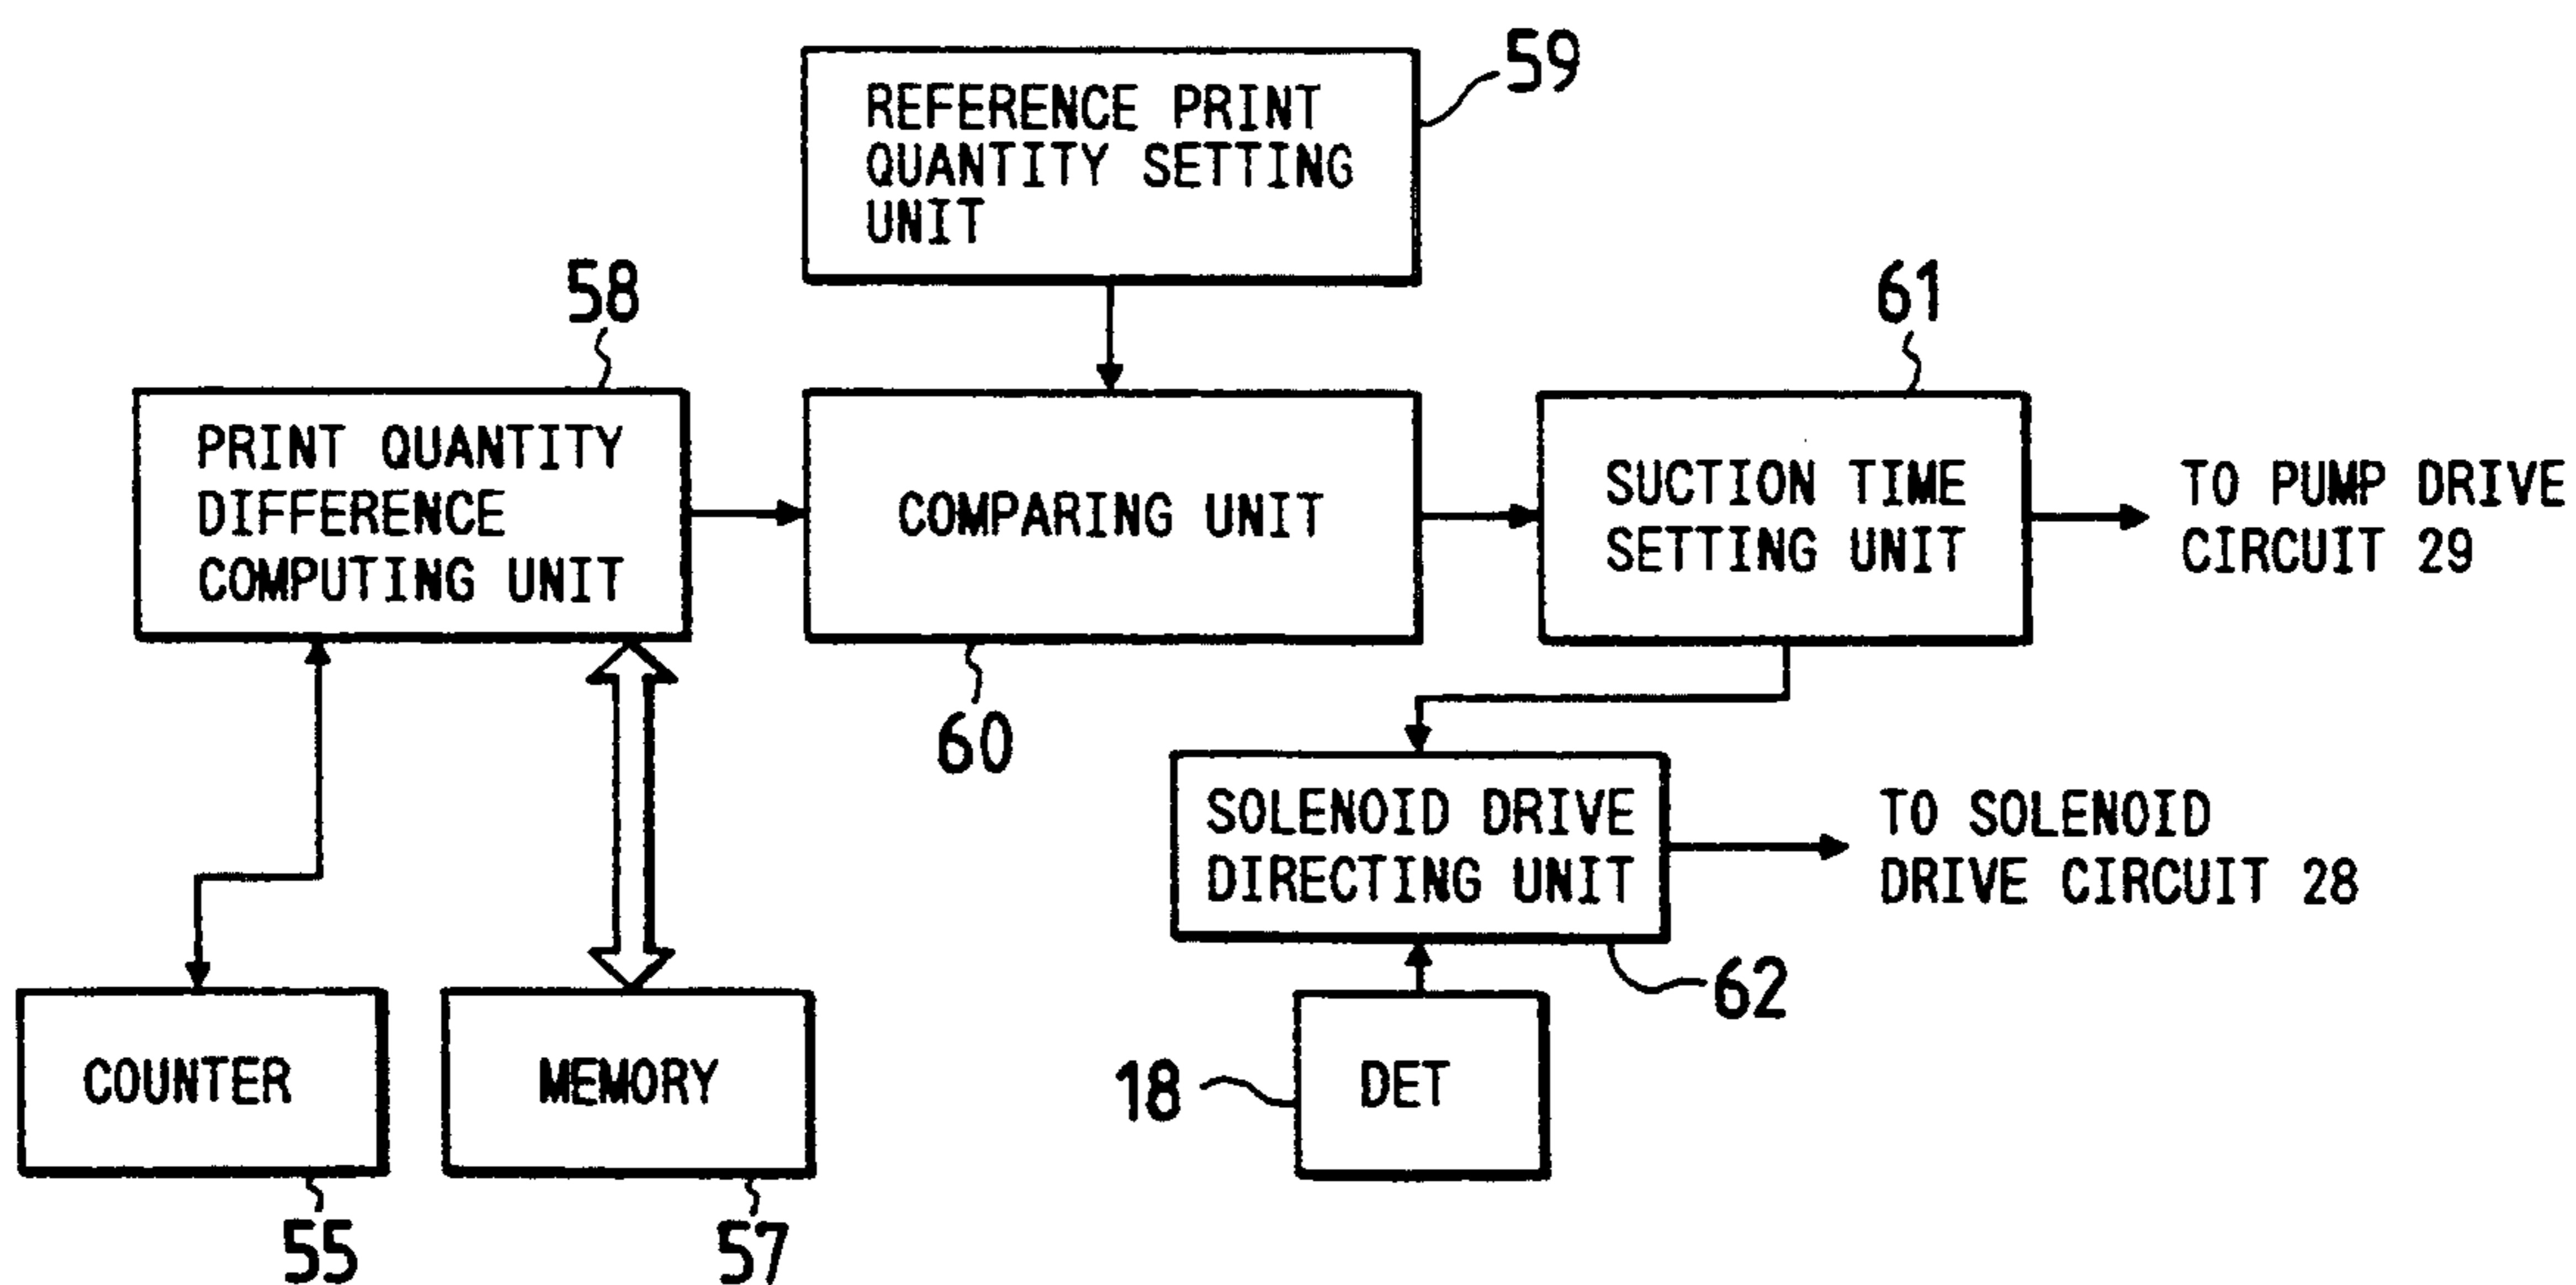 59
REFERENCE PRINT
QUANTITY SETTING
UNIT
58
61
PRINT QUANTITY
DIFFERENCE
COMPUTING UNIT
COMPARING UNIT
SUCTION TIME
SETTING UNIT
TO PUMP DRIVE
CIRCUIT 29
60
SOLENOID DRIVE
DIRECTING UNIT
TO SOLENOID
DRIVE CIRCUIT 28
62
COUNTER
MEMORY
18
DET
55
57